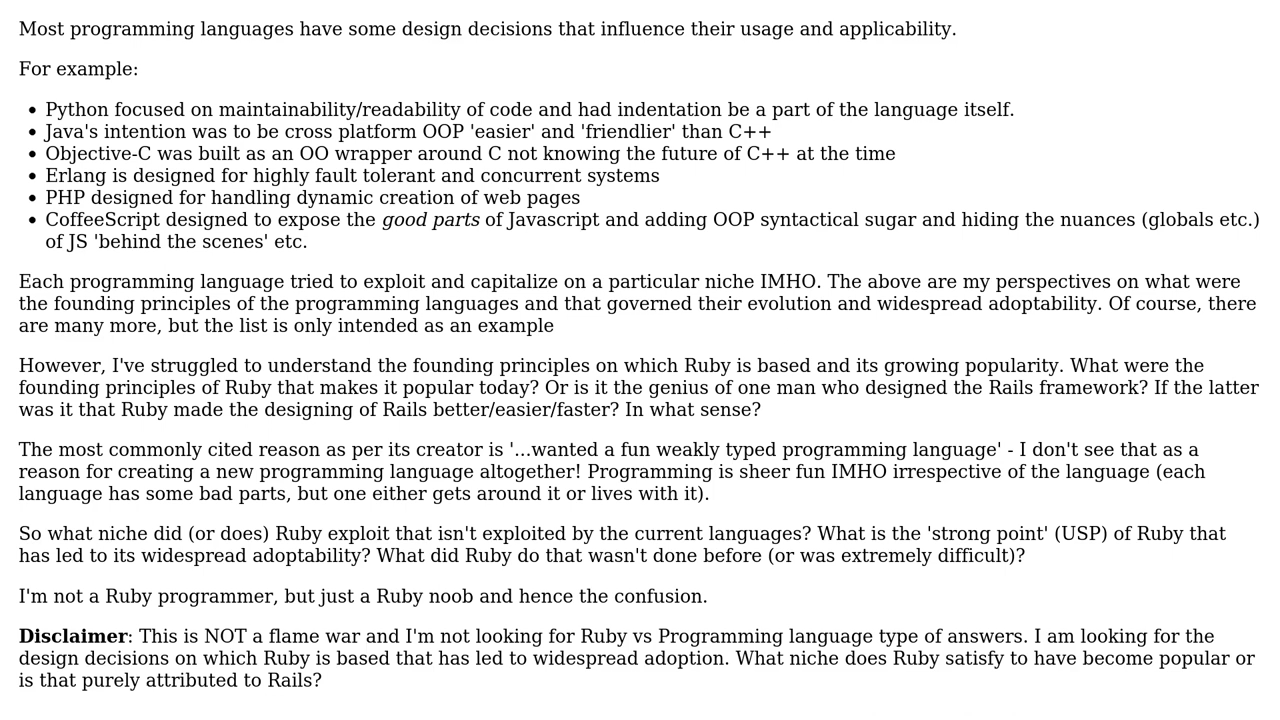 Most programming languages have some design decisions that influence their usage and applicability.
For example:
• Python focused on maintainability/readability of code and had indentation be a part of the language itself.
• Java's intention was to be cross platform OOP 'easier' and 'friendlier' than C++
• Objective-C was built as an OO wrapper around C not knowing the future of C++ at the time
• Erlang is designed for highly fault tolerant and concurrent systems
• PHP designed for handling dynamic creation of web pages
• CoffeeScript designed to expose the good parts of Javascript and adding OOP syntactical sugar and hiding the nuances (globals etc.)
of JS 'behind the scenes' etc.
Each programming language tried to exploit and capitalize on a particular niche IMHO. The above are my perspectives on what were
the founding principles of the programming languages and that governed their evolution and widespread adoptability. Of course, there
are many more, but the list is only intended as an example
However, I've struggled to understand the founding principles on which Ruby is based and its growing popularity. What were the
founding principles of Ruby that makes it popular today? Or is it the genius of one man who designed the Rails framework? If the latter
was it that Ruby made the designing of Rails better/easier/faster? In what sense?
The most commonly cited reason as per its creator is '...wanted a fun weakly typed programming language' - I don't see that as a
reason for creating a new programming language altogether! Programming is sheer fun IMHO irrespective of the language (each
language has some bad parts, but one either gets around it or lives with it).
So what niche did (or does) Ruby exploit that isn't exploited by the current languages? What is the 'strong point' (USP) of Ruby that
has led to its widespread adoptability? What did Ruby do that wasn't done before (or was extremely difficult)?
I'm not a Ruby programmer, but just a Ruby noob and hence the confusion.
Disclaimer: This is NOT a flame war and I'm not looking for Ruby vs Programming language type of answers. I am looking for the
design decisions on which Ruby is based that has led to widespread adoption. What niche does Ruby satisfy to have become popular or
is that purely attributed to Rails?